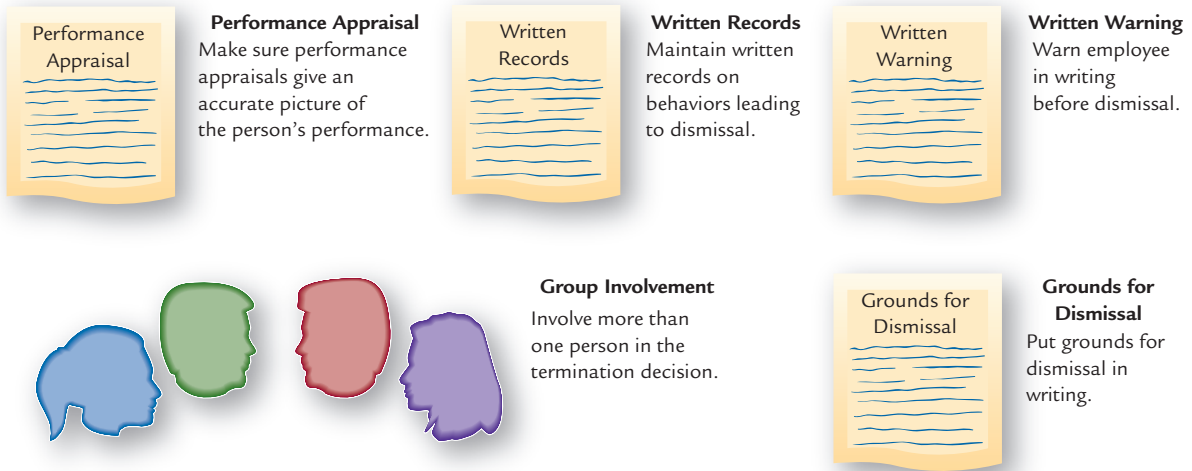 Performance
Appraisal
Performance Appraisal
Make sure performance
appraisals give an
accurate picture of
the person's performance.
Written
Records
Written Records
Maintain written
records on
behaviors leading
to dismissal.
Written
Warning
Written Warning
Warn employee
in writing
before dismissal.
Group Involvement
Involve more than
one person in the
termination decision.
Grounds for
Dismissal
Grounds for
Dismissal
Put grounds for
dismissal in
writing.